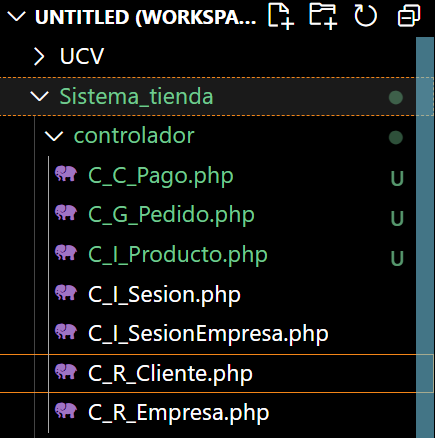 UNTITLED (WORKSPA...
UCV
Sistema_tienda
controlador
C_C_Pago.php U
C_G_Pedido.php U
C_I_Producto.php U
C_I_Sesion.php
C_I_SesionEmpresa.php
C_R_Cliente.php
C_R_Empresa.php